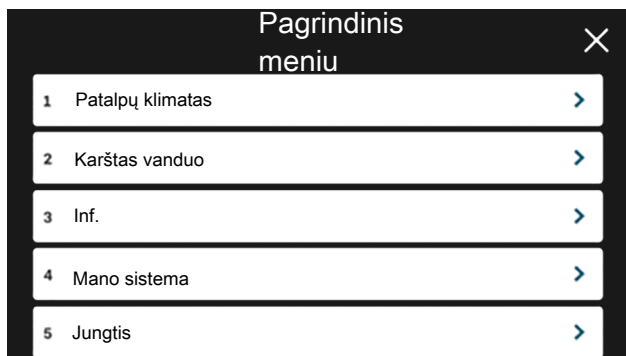 Pagrindinis
meniu
1 Patalpų klimatas
2 Karštas vanduo
3 Inf.
4 Mano sistema
5 Jungtis